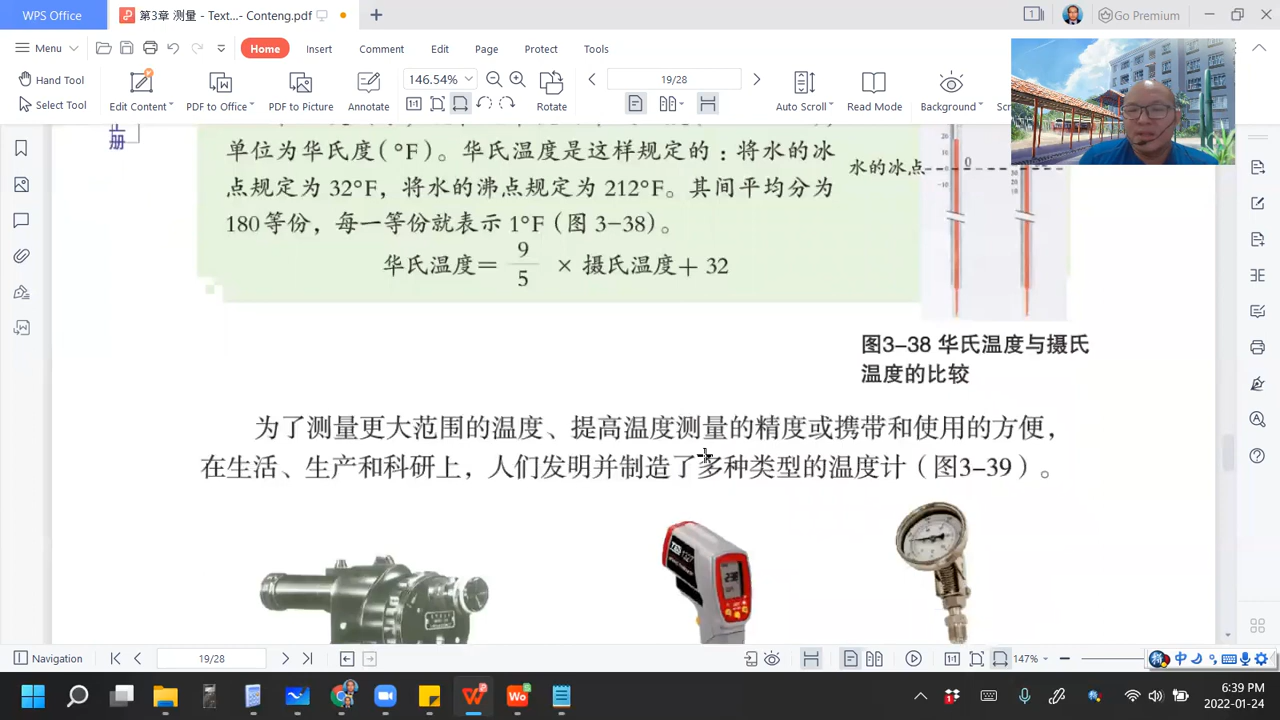 WPS Office
第3章 测量 - Text...- Conteng.pdf
Go Premium
Menu
Home
Insert
Comment
Edit
Page
Protect
Tools
Hand Tool
Select Tool
Edit Content
PDF to Office
PDF to Picture
Annotate
146.54%
Rotate
19/28
Auto Scroll
Read Mode
Background
册
单位为华氏度(°F)。华氏温度是这样规定的：将水的冰
点规定为 32°F，将水的沸点规定为 212°F。其间平均分为
180 等份，每一等份就表示 1°F（图 3-38）。
华氏温度＝ 9/5 × 摄氏温度＋ 32
水的冰点
20
0
-10
30
20
10
图3-38 华氏温度与摄氏
温度的比较
为了测量更大范围的温度、提高温度测量的精度或携带和使用的方便，
在生活、生产和科研上，人们发明并制造了多种类型的温度计（图3-39）。
Navigation
19/28
147%
中
6:39 PM
2022-01-24